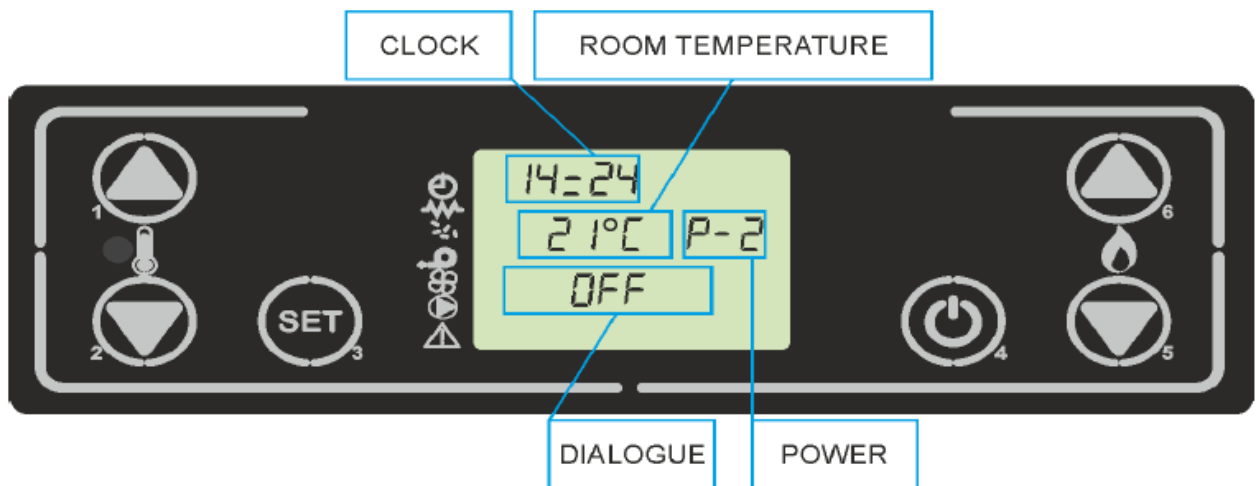 CLOCK
ROOM TEMPERATURE
14=24
21°C P-2
OFF
1
2
SET
3
4
5
6
DIALOGUE
POWER